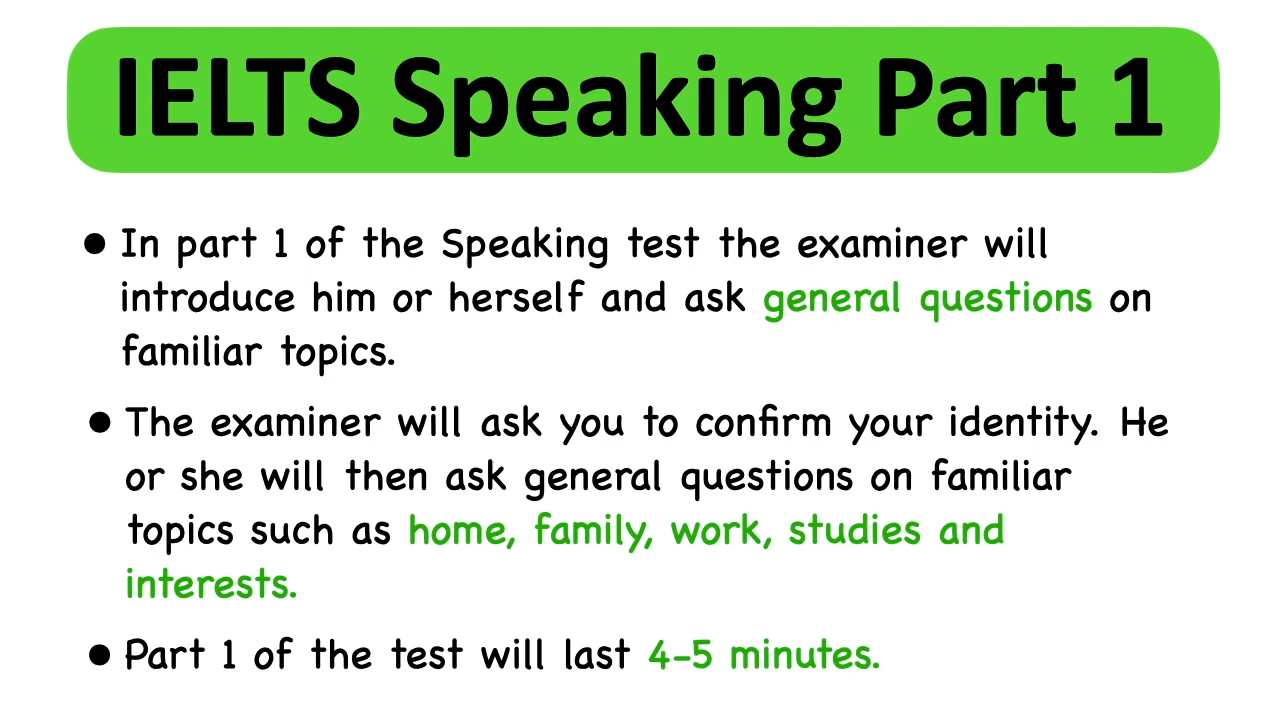 IELTS Speaking Part 1
● In part 1 of the Speaking test the examiner will
introduce him or herself and ask general questions on
familiar topics.
● The examiner will ask you to confirm your identity. He
or she will then ask general questions on familiar
topics such as home, family, work, studies and
interests.
● Part 1 of the test will last 4-5 minutes.